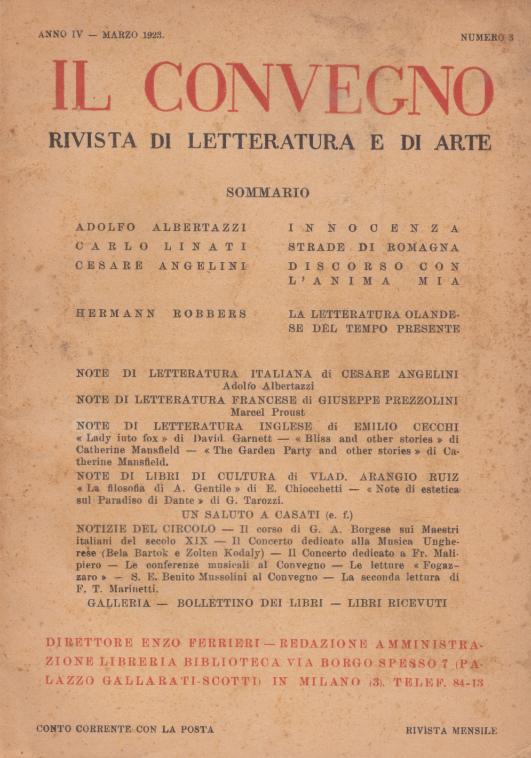 ANNO IV — MARZO 1923.
NUMERO 3
IL CONVEGNO
RIVISTA DI LETTERATURA E DI ARTE
SOMMARIO
ADOLFO ALBERTAZZI INNOCENZA
CARLO LINATI STRADE DI ROMAGNA
CESARE ANGELINI DISCORSO CON
L'ANIMA MIA
HERMANN ROBBERS LA LETTERATURA OLANDE-
SE DEL TEMPO PRESENTE
NOTE DI LETTERATURA ITALIANA di CESARE ANGELINI
Adolfo Albertazzi
NOTE DI LETTERATURA FRANCESE di GIUSEPPE PREZZOLINI
Marcel Proust
NOTE DI LETTERATURA INGLESE di EMILIO CECCHI
« Lady into fox » di David Garnett — « Bliss and other stories » di
Catherine Mansfield — « The Garden Party and other stories » di Ca-
therine Mansfield.
NOTE DI LIBRI DI CULTURA di VLAD. ARANGIO RUIZ
« La filosofia di A. Gentile » di E. Chiocchetti — « Note di estetica
sul Paradiso di Dante » di G. Tarozzi.
UN SALUTO A CASATI (e. f.)
NOTIZIE DEL CIRCOLO — Il corso di G. A. Borgese sui Maestri
italiani del secolo XIX — Il Concerto dedicato alla Musica Unghe-
rese (Bela Bartok e Zolten Kodaly) — Il Concerto dedicato a Fr. Mali-
piero — Le conferenze musicali al Convegno — Le letture « Fogaz-
zaro » — S. E. Benito Mussolini al Convegno — La seconda lettura di
F. T. Marinetti.
GALLERIA — BOLLETTINO DEI LIBRI — LIBRI RICEVUTI
DIRETTORE ENZO FERRIERI — REDAZIONE AMMINISTRA-
ZIONE LIBRERIA BIBLIOTECA VIA BORGO SPESSO 7 (PA-
LAZZO GALLARATI-SCOTTI) IN MILANO (3). TELEF. 84-13
CONTO CORRENTE CON LA POSTA
RIVISTA MENSILE